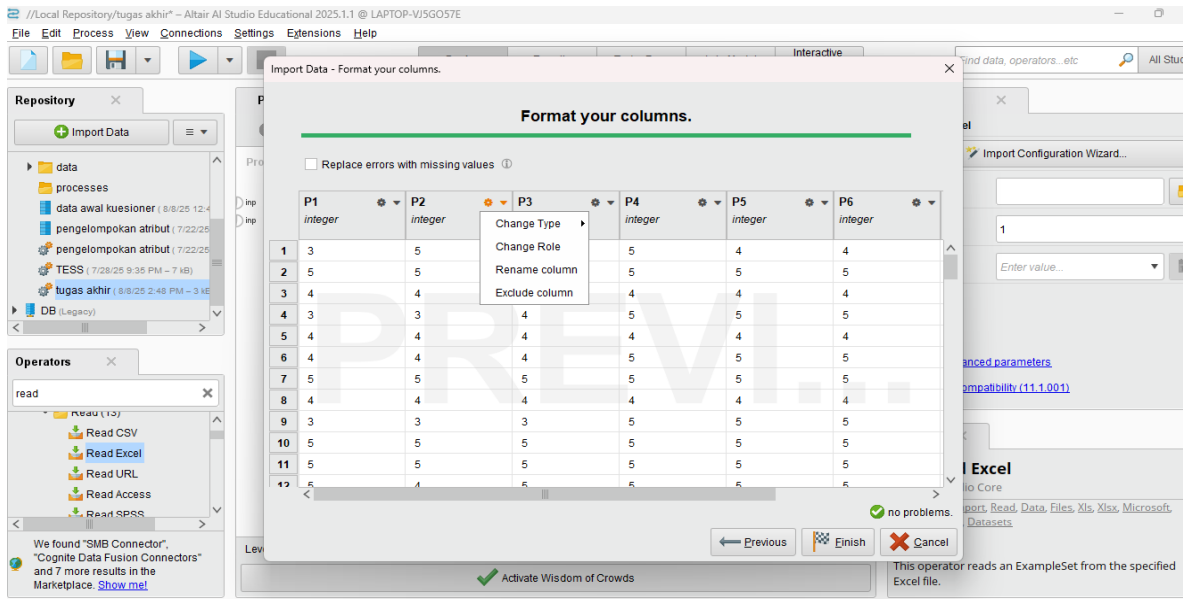 //Local Repository/tugas akhir* – Altair AI Studio Educational 2025.1.1 @ LAPTOP-VJ5GO57E
File Edit Process View Connections Settings Extensions Help
Interactive
Find data, operators...etc
All Stud
Import Data - Format your columns.
Repository
Import Data
data
processes
data awal kuesioner ( 8/8/25 12:4
pengelompokan atribut ( 7/22/25
pengelompokan atribut ( 7/22/25
TESS ( 7/28/25 9:35 PM – 7 kB)
tugas akhir ( 8/8/25 2:48 PM – 3 kB
DB (Legacy)
Operators
read
Read (13)
Read CSV
Read Excel
Read URL
Read Access
Read SPSS
We found "SMB Connector",
"Cognite Data Fusion Connectors"
and 7 more results in the
Marketplace. Show me!
P
Pro
inp
inp
Format your columns.
Replace errors with missing values
P1 P2 P3 P4 P5 P6
integer integer integer integer integer
Change Type
Change Role
Rename column
Exclude column
1 3 5 5 4 4
2 5 5 5 5 5
3 4 4 4 4 4
4 3 3 4 5 5 5
5 4 4 4 4 4 4
6 4 4 4 5 5 5
7 5 5 5 5 5 5
8 4 4 4 4 4 4
9 3 3 3 5 5 5
10 5 5 5 5 5 5
11 5 5 5 5 5 5
12 5 4 5 5 5 5
PREVI...
no problems.
Previous Finish Cancel
Lev
Activate Wisdom of Crowds
el
Import Configuration Wizard...
1
Enter value...
anced parameters
ompatibility (11.1.001)
l Excel
io Core
port, Read, Data, Files, Xls, Xlsx, Microsoft,
Datasets
This operator reads an ExampleSet from the specified
Excel file.